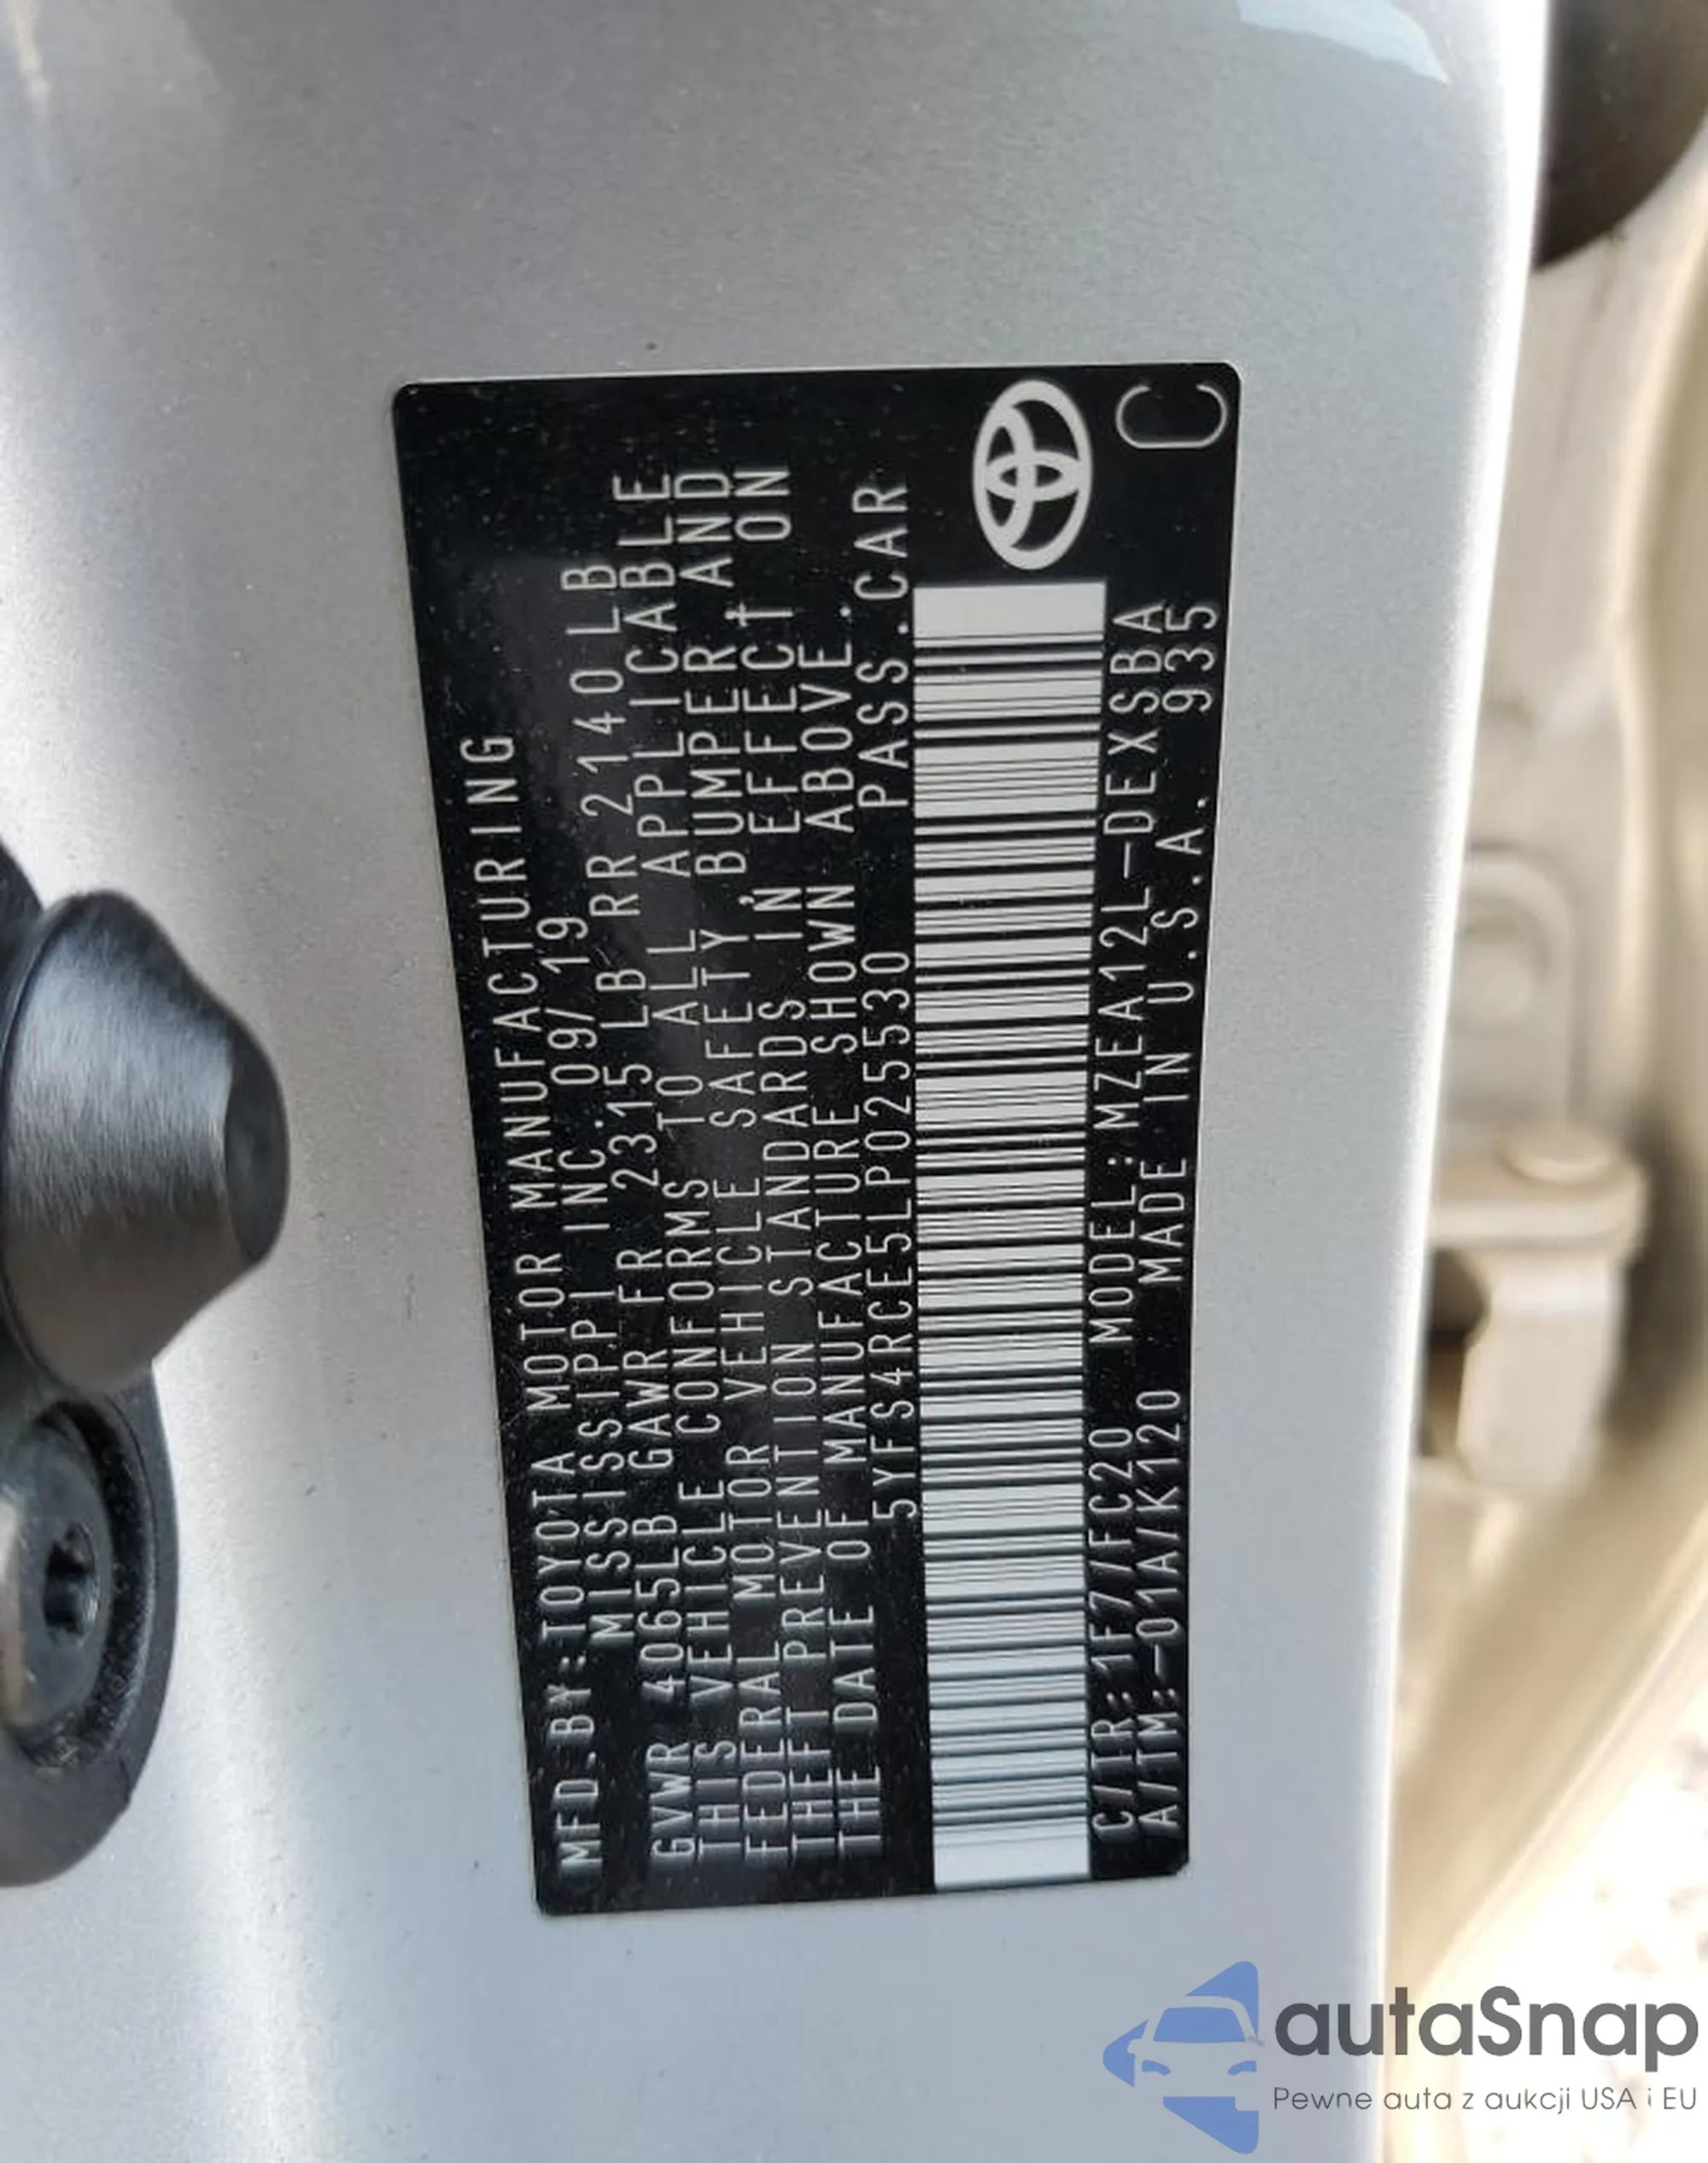 MFD.BY:TOYOTA MOTOR MANUFACTURING
MISSISSIPPI INC. 09/19
GVWR 4065LB GAWR FR 2315LB RR 2140LB
THIS VEHICLE CONFORMS TO ALL APPLICABLE
FEDERAL MOTOR VEHICLE SAFETY, BUMPER AND
THEFT PREVENTION STANDARDS IN EFFECT ON
THE DATE OF MANUFACTURE SHOWN ABOVE.
5YFS4RCE5LP025530 PASS.CAR
C/TR:1F7/FC20 MODEL:MZEA12L-DEXSBA
A/TM:-01A/K120 MADE IN U.S.A. 935
C
autaSnap
Pewne auta z aukcji USA i EU